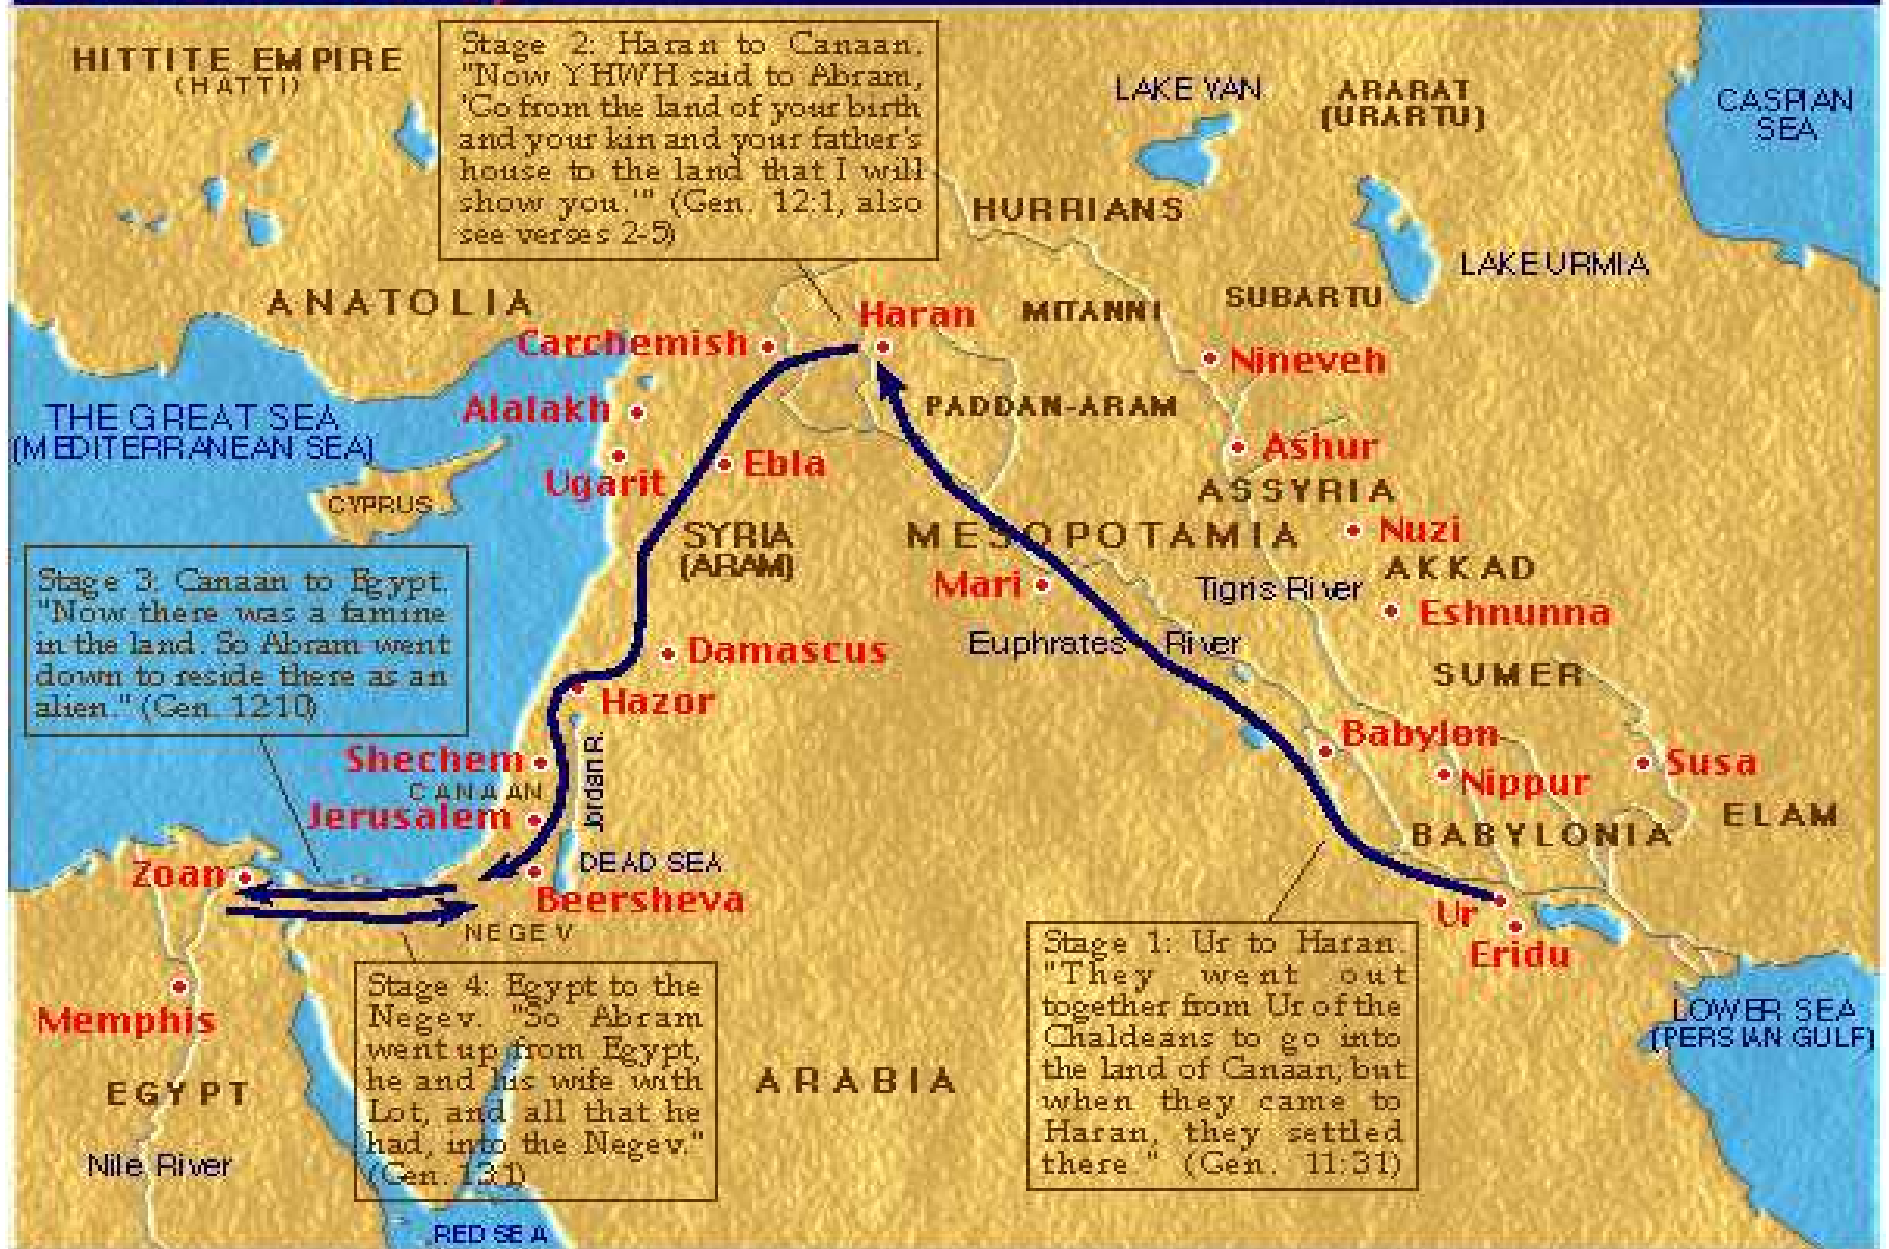 HITTITE EMPIRE
(HATTI)
Stage 2: Haran to Canaan.
"Now YHWH said to Abram,
'Go from the land of your birth
and your kin and your father's
house to the land that I will
show you.'" (Gen. 12:1, also
see verses 2-5)
LAKE VAN
ARARAT
(URARTU)
CASPIAN
SEA
HURRIANS
LAKE URMIA
ANATOLIA
Haran
MITANNI
SUBARTU
Carchemish
Nineveh
Alalakh
PADDAN-ARAM
THE GREAT SEA
(MEDITERRANEAN SEA)
Ashur
Ebla
Ugarit
ASSYRIA
CYPRUS
SYRIA
(ARAM)
MESOPOTAMIA
Nuzi
AKKAD
Mari
Tigris River
Eshnunna
Stage 3: Canaan to Egypt.
"Now there was a famine
in the land. So Abram went
down to reside there as an
alien." (Gen. 12:10)
Euphrates River
Damascus
SUMER
Hazor
Jordan R.
Babylon
Shechem
Susa
Nippur
CANAAN
Jerusalem
ELAM
BABYLONIA
DEAD SEA
Zoan
Beersheva
Ur
NEGEV
Eridu
Stage 4: Egypt to the
Negev. "So Abram
went up from Egypt,
he and his wife with
Lot, and all that he
had, into the Negev."
(Gen. 13:1)
Stage 1: Ur to Haran.
"They went out
together from Ur of the
Chaldeans to go into
the land of Canaan; but
when they came to
Haran, they settled
there." (Gen. 11:31)
Memphis
LOWER SEA
(PERSIAN GULF)
EGYPT
ARABIA
Nile River
RED SEA